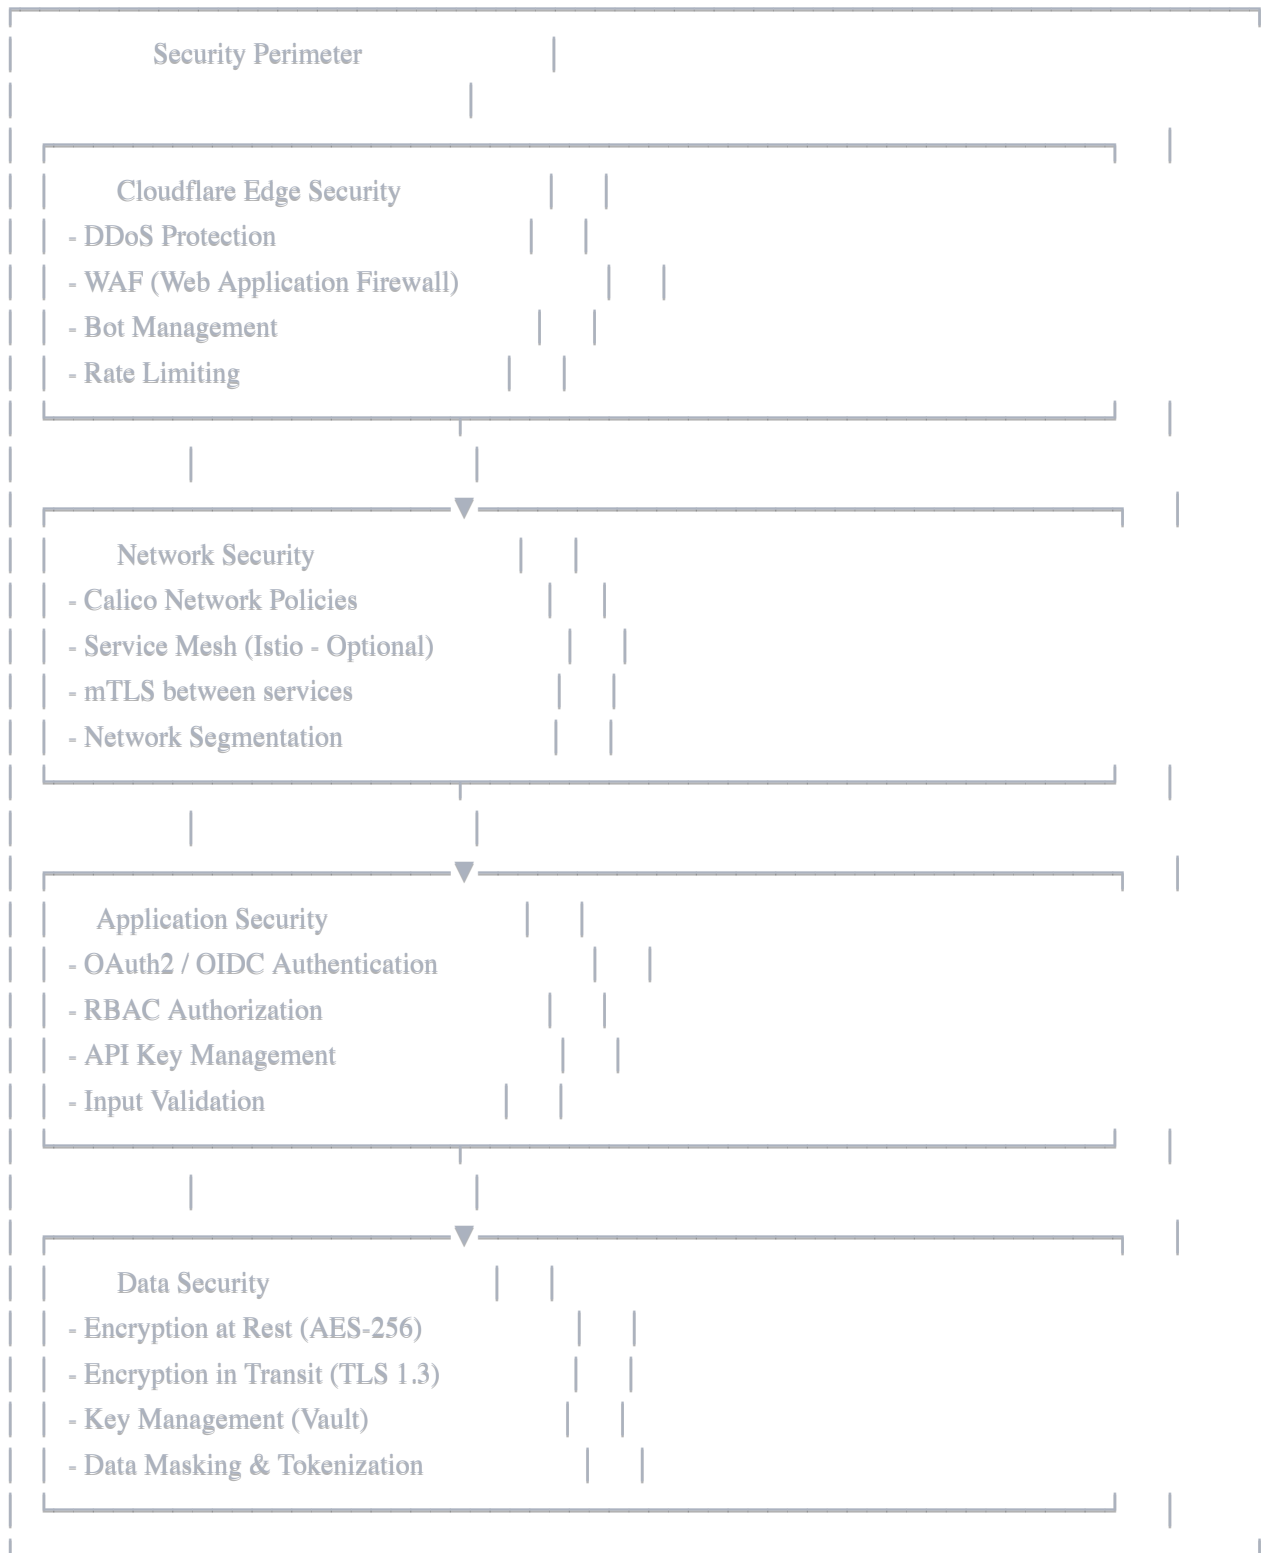 Security Perimeter
Cloudflare Edge Security
- DDoS Protection
- WAF (Web Application Firewall)
- Bot Management
- Rate Limiting
Network Security
- Calico Network Policies
- Service Mesh (Istio - Optional)
- mTLS between services
- Network Segmentation
Application Security
- OAuth2 / OIDC Authentication
- RBAC Authorization
- API Key Management
- Input Validation
Data Security
- Encryption at Rest (AES-256)
- Encryption in Transit (TLS 1.3)
- Key Management (Vault)
- Data Masking & Tokenization